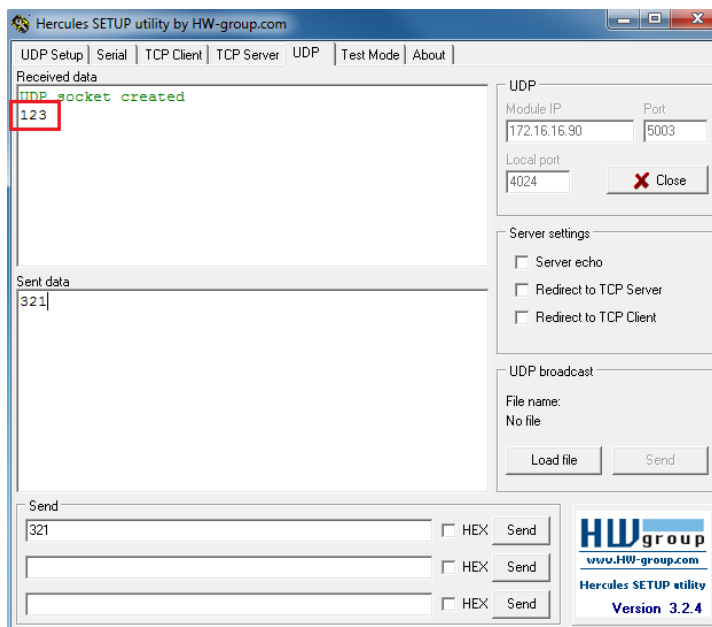 Hercules SETUP utility by HW-group.com
UDP Setup Serial TCP Client TCP Server UDP Test Mode About
Received data
UDP socket created
123
Sent data
321
UDP
Module IP Port
172.16.16.90 5003
Local port
4024 Close
Server settings
Server echo
Redirect to TCP Server
Redirect to TCP Client
UDP broadcast
File name:
No file
Load file Send
Send
321 HEX Send
HEX Send
HEX Send
HW group
www.HW-group.com
Hercules SETUP utility
Version 3.2.4